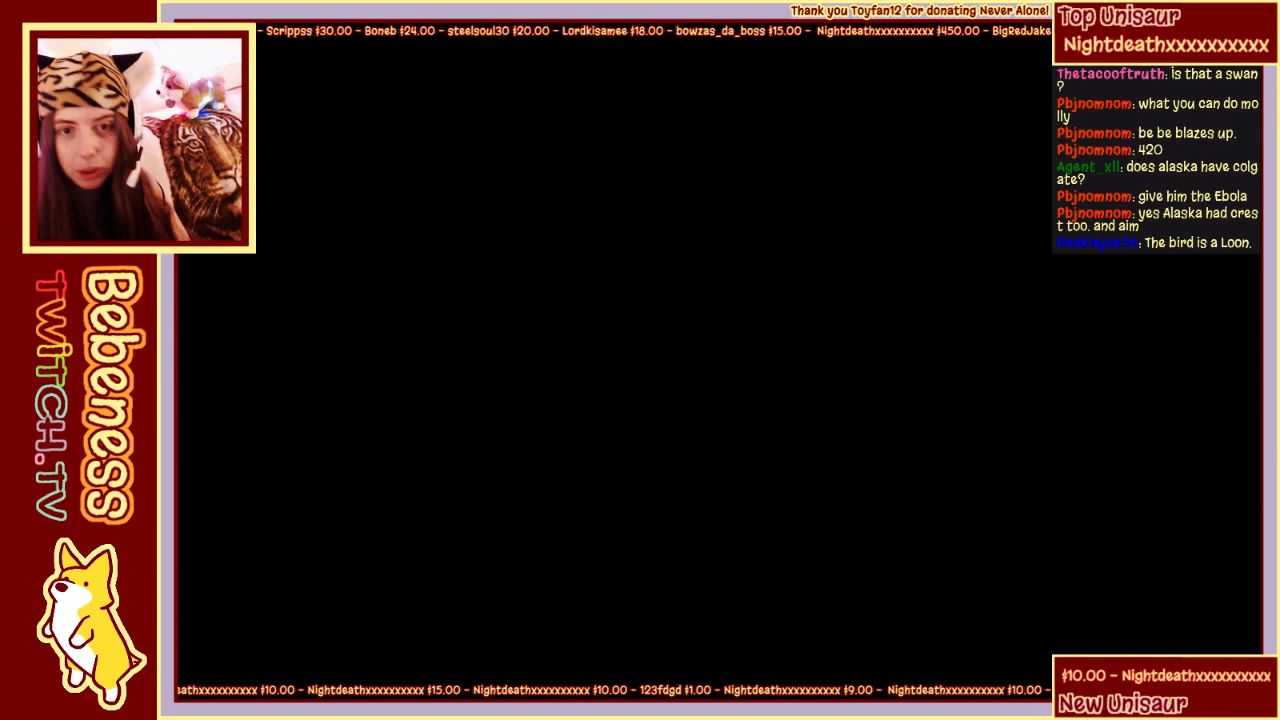 Thank you Toyfan12 for donating Never Alone!
- Scrippss $30.00 - Boneb $24.00 - steelsoul30 $20.00 - Lordkisamee $18.00 - bowzas_da_boss $15.00 - Nightdeathxxxxxxxxxx $450.00 - BigRedJake
Top Unisaur
Nightdeathxxxxxxxxxx
Thetacooftruth: is that a swan
?
Pbjnomnom: what you can do mo
lly
Pbjnomnom: be be blazes up.
Pbjnomnom: 420
Agent_xll: does alaska have colg
ate?
Pbjnomnom: give him the Ebola
Pbjnomnom: yes Alaska had cres
t too. and aim
Pookiejoe56: The bird is a Loon.
Bebeness
TWITCH.TV
eathxxxxxxxxxx $10.00 - Nightdeathxxxxxxxxxx $15.00 - Nightdeathxxxxxxxxxx $10.00 - 123fdgd $1.00 - Nightdeathxxxxxxxxxx $9.00 - Nightdeathxxxxxxxxxx $10.00 -
$10.00 - Nightdeathxxxxxxxxxx
New Unisaur